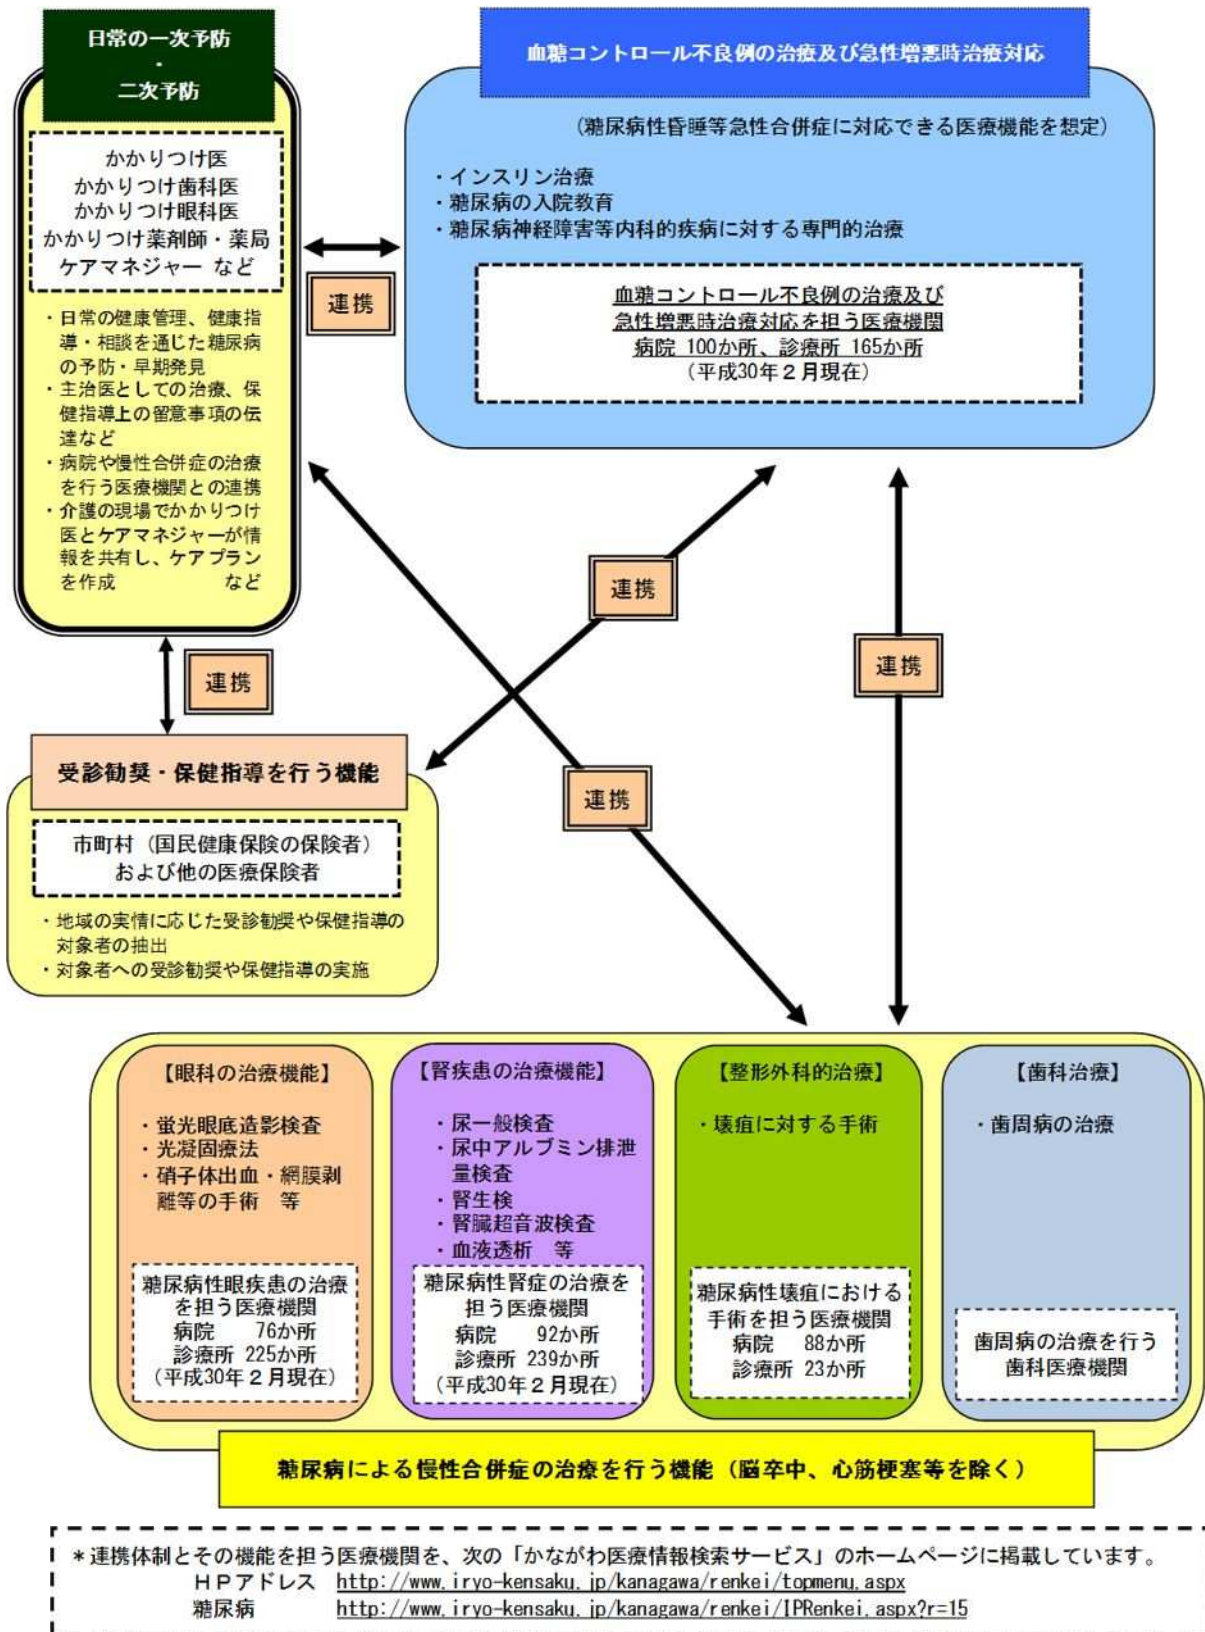 日常の一次予防
・
二次予防
かかりつけ医
かかりつけ歯科医
かかりつけ眼科医
かかりつけ薬剤師・薬局
ケアマネジャー など
・日常の健康管理、健康指
導・相談を通じた糖尿病
の予防・早期発見
・主治医としての治療、保
健指導上の留意事項の伝
達など
・病院や慢性合併症の治療
を行う医療機関との連携
・介護の現場でかかりつけ
医とケアマネジャーが情
報を共有し、ケアプラン
を作成 など
連携
血糖コントロール不良例の治療及び急性増悪時治療対応
(糖尿病性昏睡等急性合併症に対応できる医療機能を想定)
・インスリン治療
・糖尿病の入院教育
・糖尿病神経障害等内科的疾病に対する専門的治療
血糖コントロール不良例の治療及び
急性増悪時治療対応を担う医療機関
病院 100か所、診療所 165か所
(平成30年２月現在)
連携
連携
連携
連携
受診勧奨・保健指導を行う機能
市町村(国民健康保険の保険者)
および他の医療保険者
・地域の実情に応じた受診勧奨や保健指導の
対象者の抽出
・対象者への受診勧奨や保健指導の実施
【眼科の治療機能】
・蛍光眼底造影検査
・光凝固療法
・硝子体出血・網膜剥
離等の手術 等
糖尿病性眼疾患の治療
を担う医療機関
病院 76か所
診療所 225か所
(平成30年２月現在)
【腎疾患の治療機能】
・尿一般検査
・尿中アルブミン排泄
量検査
・腎生検
・腎臓超音波検査
・血液透析 等
糖尿病性腎症の治療を
担う医療機関
病院 92か所
診療所 239か所
(平成30年２月現在)
【整形外科的治療】
・壊疽に対する手術
糖尿病性壊疽における
手術を担う医療機関
病院 88か所
診療所 23か所
【歯科治療】
・歯周病の治療
歯周病の治療を行う
歯科医療機関
糖尿病による慢性合併症の治療を行う機能(脳卒中、心筋梗塞等を除く)
＊連携体制とその機能を担う医療機関を、次の「かながわ医療情報検索サービス」のホームページに掲載しています。
ＨＰアドレス http://www.iryo-kensaku.jp/kanagawa/renkei/topmenu.aspx
糖尿病 http://www.iryo-kensaku.jp/kanagawa/renkei/IPRenkei.aspx?r=15